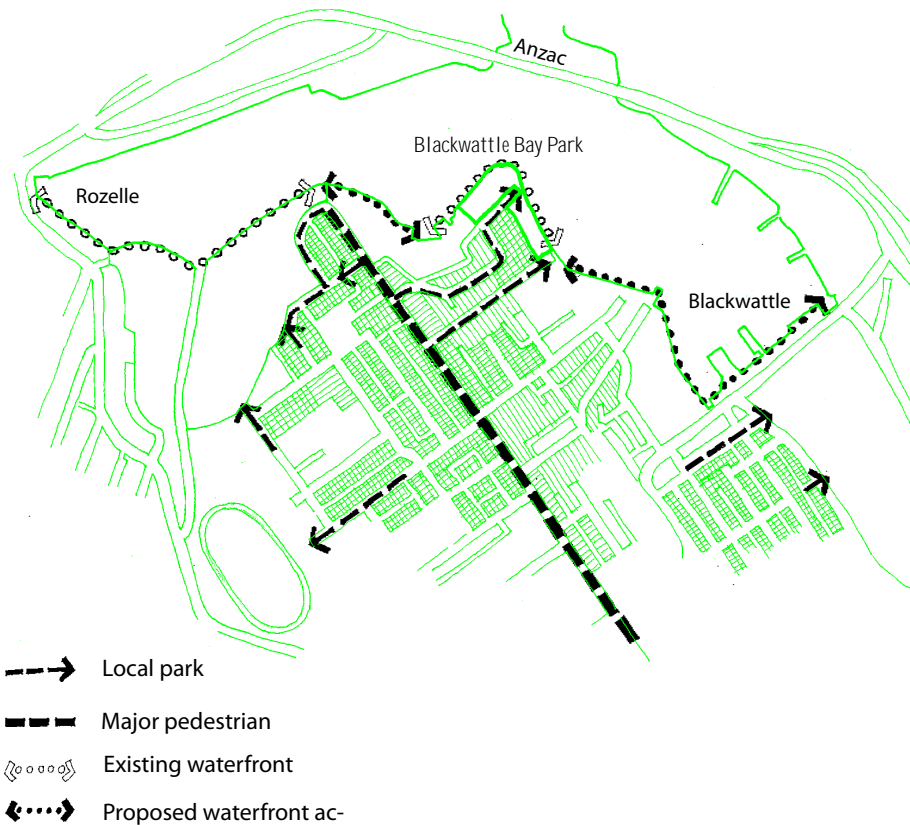 Anzac
Blackwattle Bay Park
Rozelle
Blackwattle
Local park
Major pedestrian
Existing waterfront
Proposed waterfront ac-